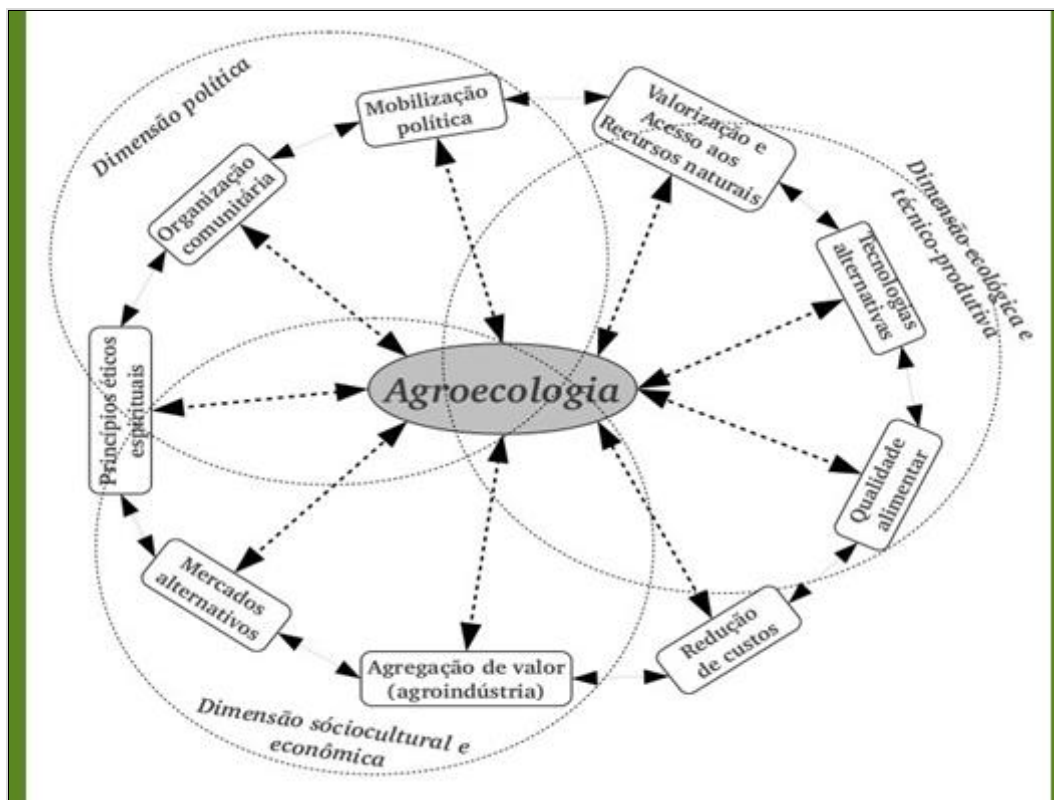 Dimensão política
Mobilização
política
Valorização e
Acesso aos
Recursos naturais
Dimensão ecológica e
técnico-produtiva
Organização
comunitária
Tecnologias
alternativas
Princípios éticos
espirituais
Agroecologia
Qualidade
alimentar
Mercados
alternativos
Redução
de custos
Agregação de valor
(agroindústria)
Dimensão sóciocultural e
econômica